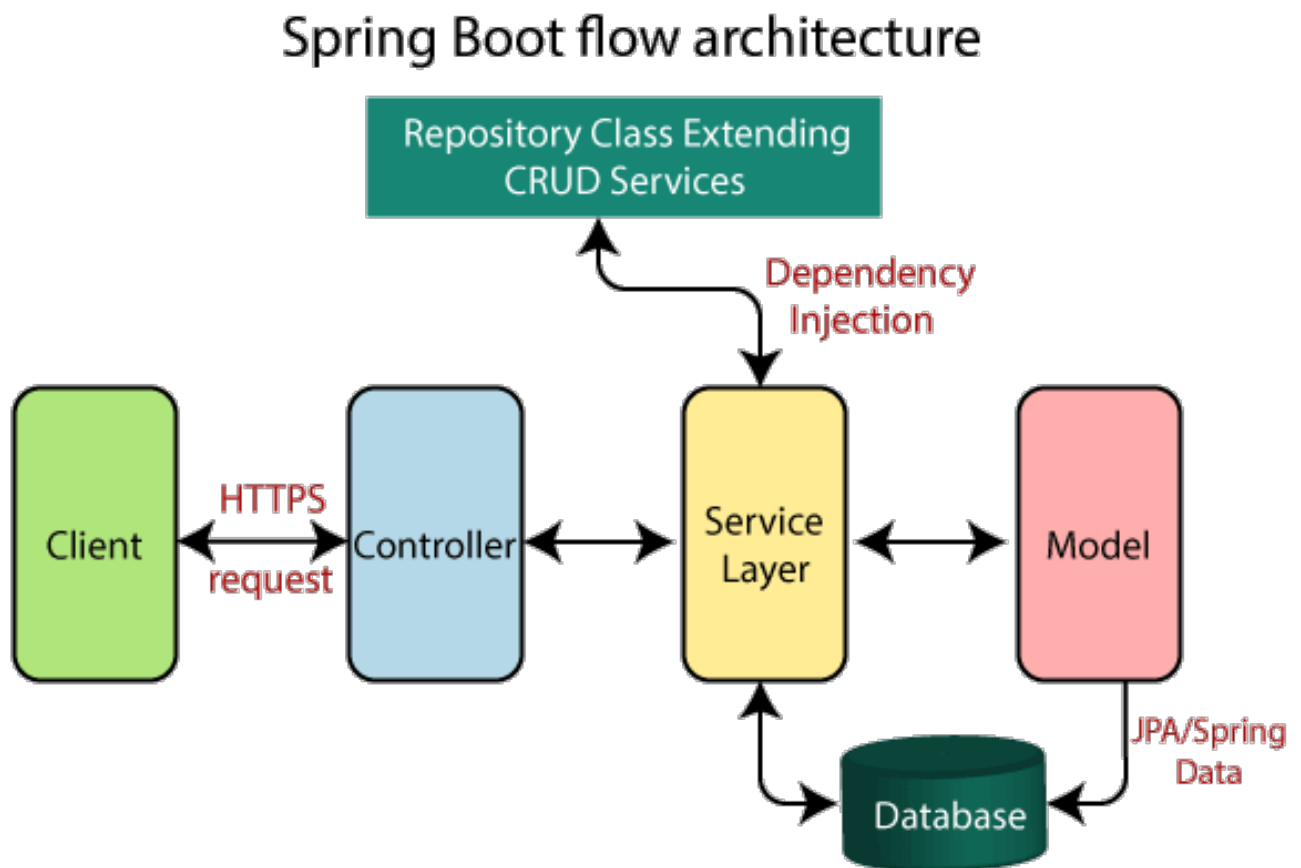 Spring Boot flow architecture
Repository Class Extending
CRUD Services
Dependency
Injection
Client
HTTPS
request
Controller
Service
Layer
Model
JPA/Spring
Data
Database